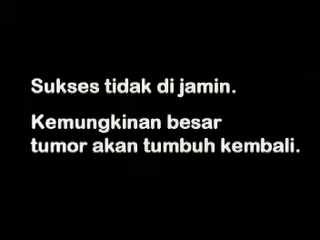 Sukses tidak di jamin.
Kemungkinan besar
tumor akan tumbuh kembali.